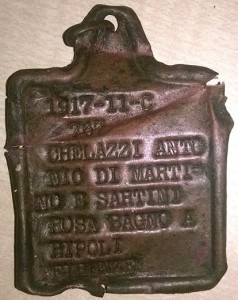 1917-11-C
CHELAZZI ANTO
NIO DI MARTI-
NO E SARTINI
ROSA BAGNO A
RIPOLI